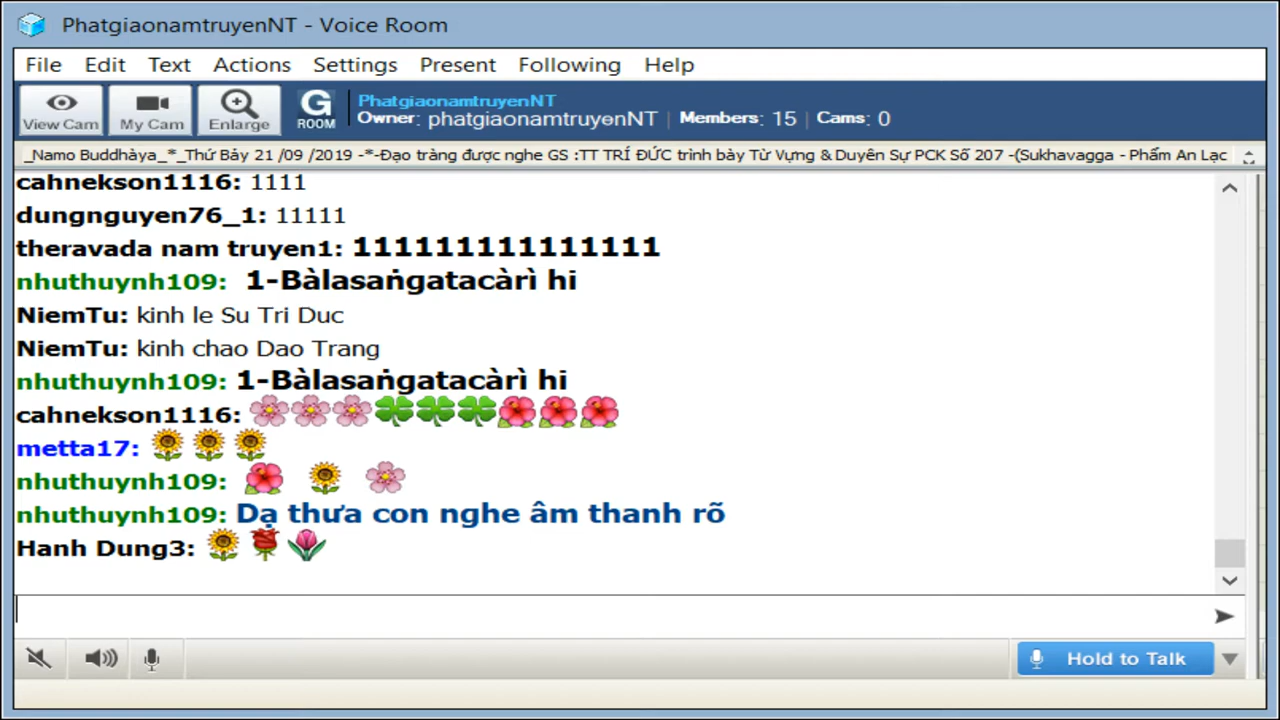 PhatgiaonamtruyenNT - Voice Room
File Edit Text Actions Settings Present Following Help
View Cam My Cam Enlarge G ROOM
PhatgiaonamtruyenNT
Owner: phatgiaonamtruyenNT | Members: 15 | Cams: 0
_Namo Buddhàya_*_Thứ Bảy 21 /09 /2019 -*-Đạo tràng được nghe GS :TT TRÍ ĐỨC trình bày Từ Vựng & Duyên Sự PCK Số 207 -(Sukhavagga - Phẩm An Lạc
cahnekson1116: 1111
dungnguyen76_1: 11111
theravada nam truyen1: 111111111111111
nhuthuynh109: 1-Bàlasaṅgatacàrì hi
NiemTu: kinh le Su Tri Duc
NiemTu: kinh chao Dao Trang
nhuthuynh109: 1-Bàlasaṅgatacàrì hi
cahnekson1116: 🌸🌸🌸🍀🍀🍀🌺🌺🌺
metta17: 🌻🌻🌻
nhuthuynh109: 🌺 🌻 🌸
nhuthuynh109: Dạ thưa con nghe âm thanh rõ
Hanh Dung3: 🌻🌹🌷
Hold to Talk